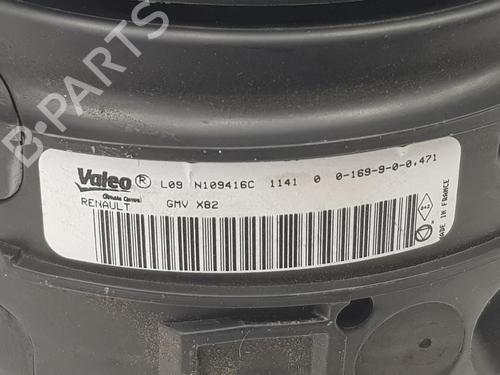 B-PARTS
Valeo ® L09 N109416C 1141 0 0-169-9-0-0,471
Climate Control
RENAULT GMV X82
MADE IN FRANCE